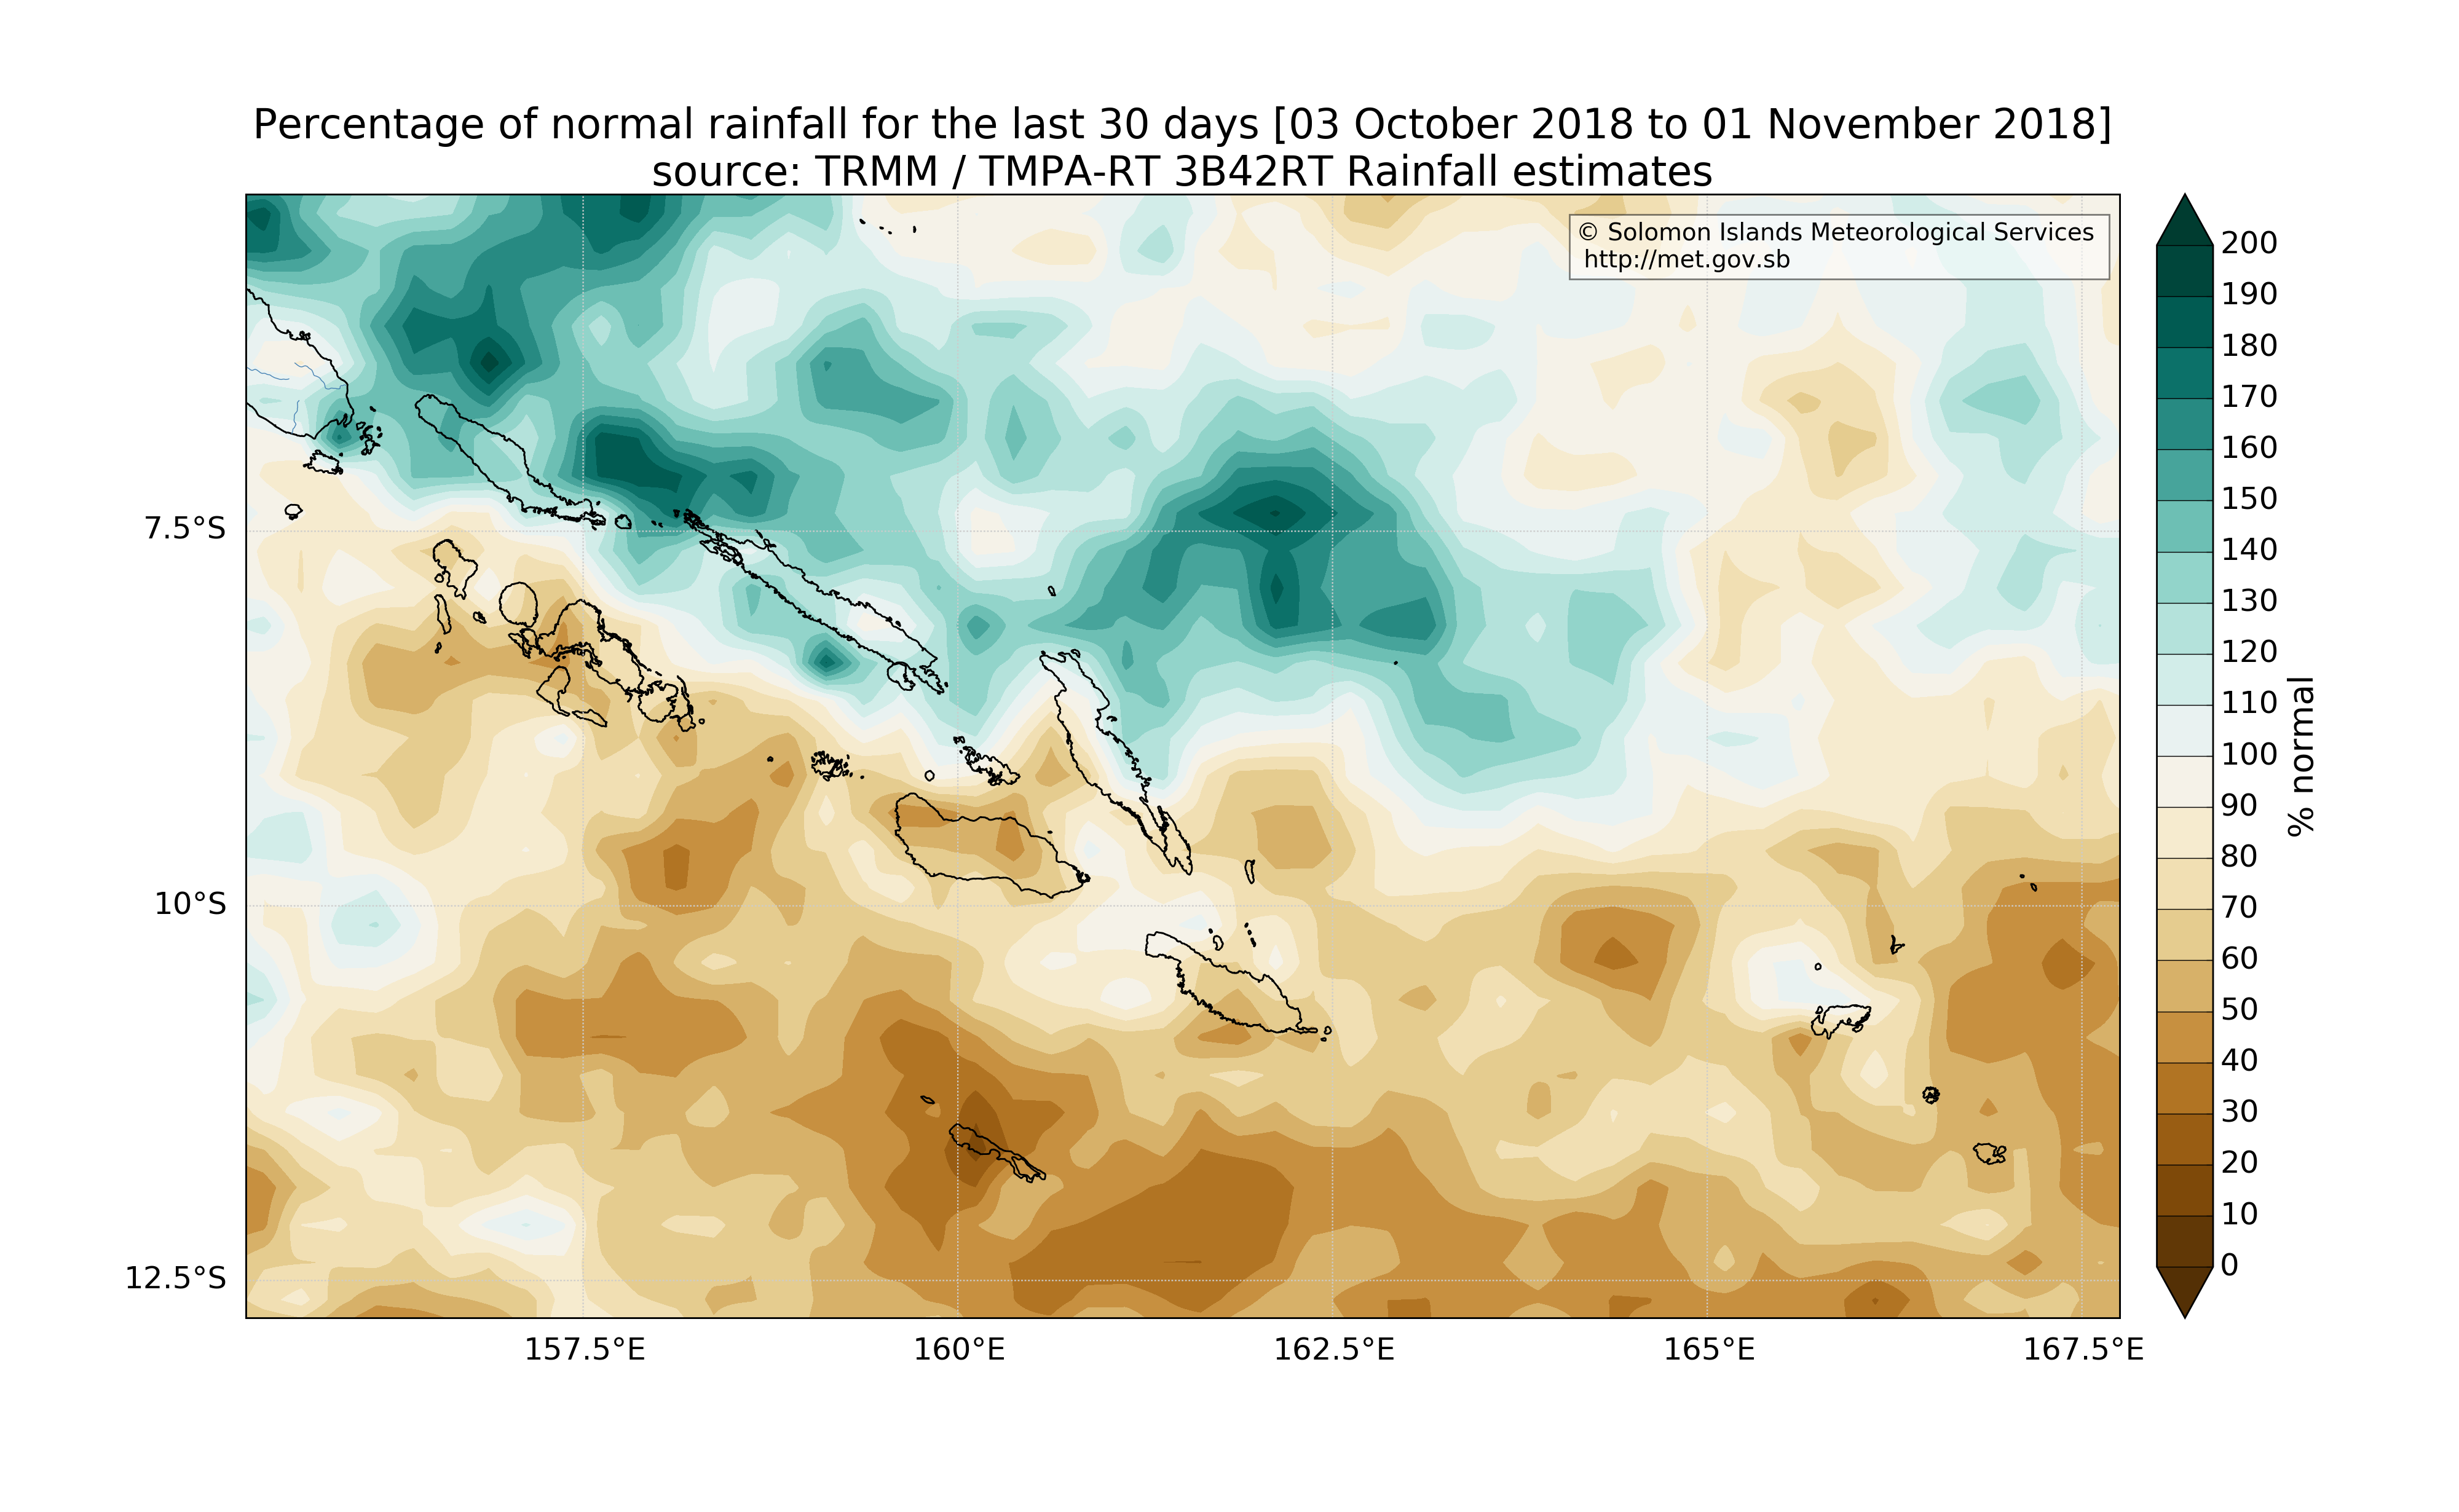 Percentage of normal rainfall for the last 30 days [03 October 2018 to 01 November 2018]
source: TRMM / TMPA-RT 3B42RT Rainfall estimates
© Solomon Islands Meteorological Services
http://met.gov.sb
7.5°S
10°S
12.5°S
157.5°E
160°E
162.5°E
165°E
167.5°E
200
190
180
170
160
150
140
130
120
110
100
90
80
70
60
50
40
30
20
10
0
% normal